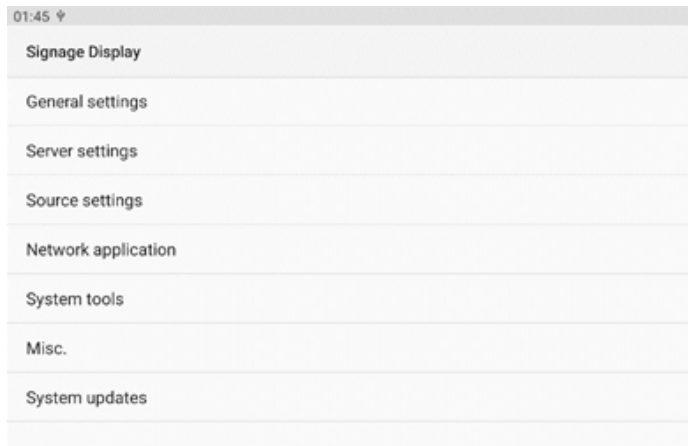 01:45
Signage Display
General settings
Server settings
Source settings
Network application
System tools
Misc.
System updates